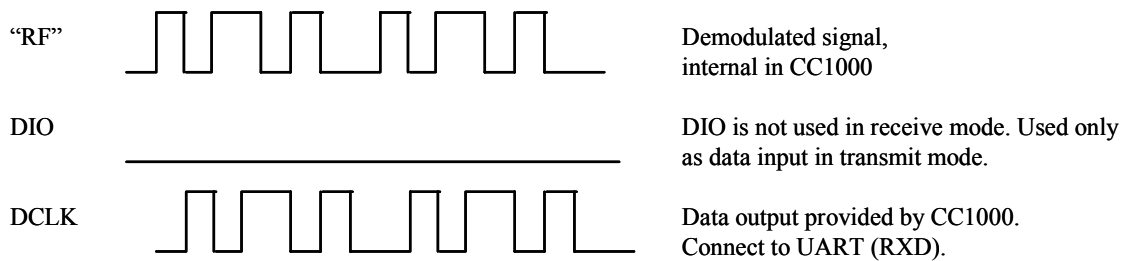 “RF”
Demodulated signal,
internal in CC1000
DIO
DIO is not used in receive mode. Used only
as data input in transmit mode.
DCLK
Data output provided by CC1000.
Connect to UART (RXD).